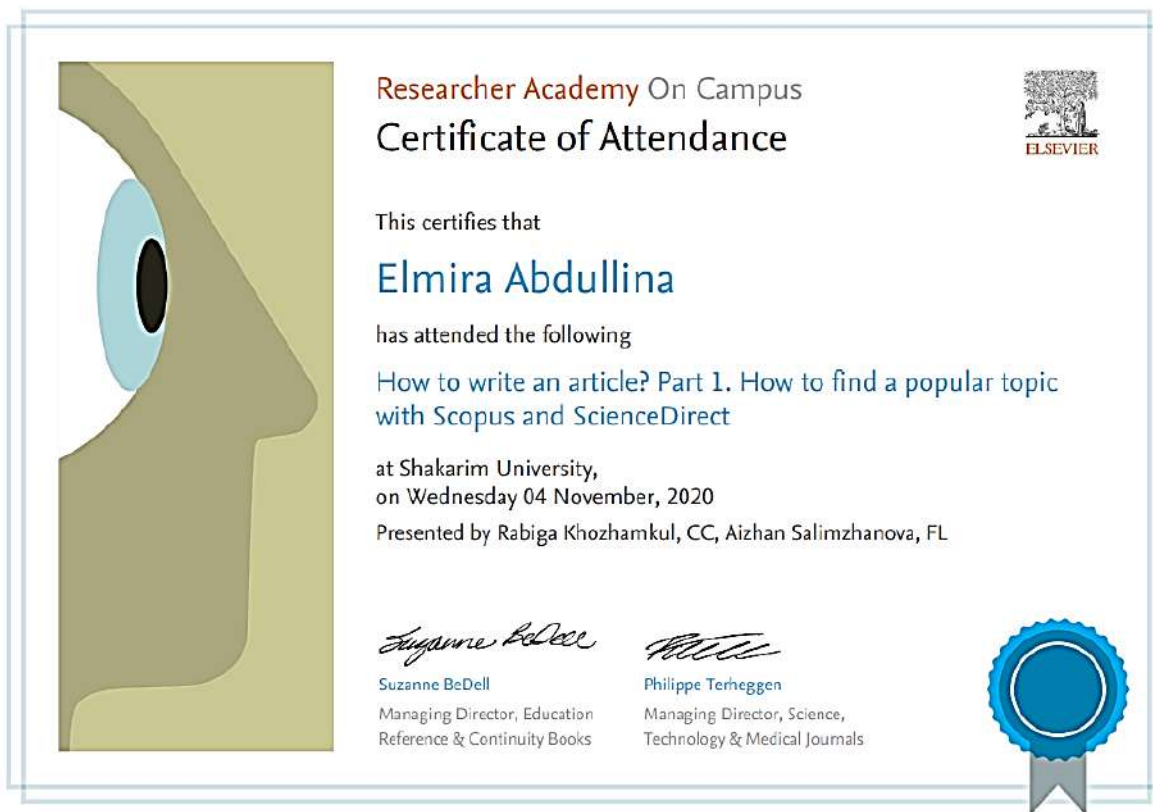 Researcher Academy On Campus
Certificate of Attendance
ELSEVIER
This certifies that
Elmira Abdullina
has attended the following
How to write an article? Part 1. How to find a popular topic
with Scopus and ScienceDirect
at Shakarim University,
on Wednesday 04 November, 2020
Presented by Rabiga Khozhamkul, CC, Aizhan Salimzhanova, FL
Suzanne BeDell
Suzanne BeDell
Managing Director, Education
Reference & Continuity Books
Philippe Terheggen
Managing Director, Science,
Technology & Medical Journals